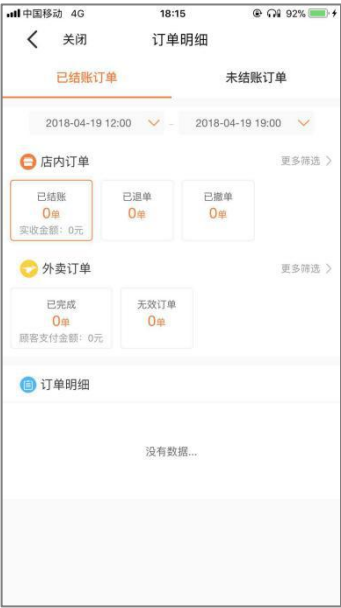 中国移动 4G 18:15 92%
关闭 订单明细
已结账订单 未结账订单
2018-04-19 12:00 – 2018-04-19 19:00
店内订单 更多筛选
已结账 已退单 已撤单
0单 0单 0单
实收金额：0元
外卖订单 更多筛选
已完成 无效订单
0单 0单
顾客支付金额：0元
订单明细
没有数据...